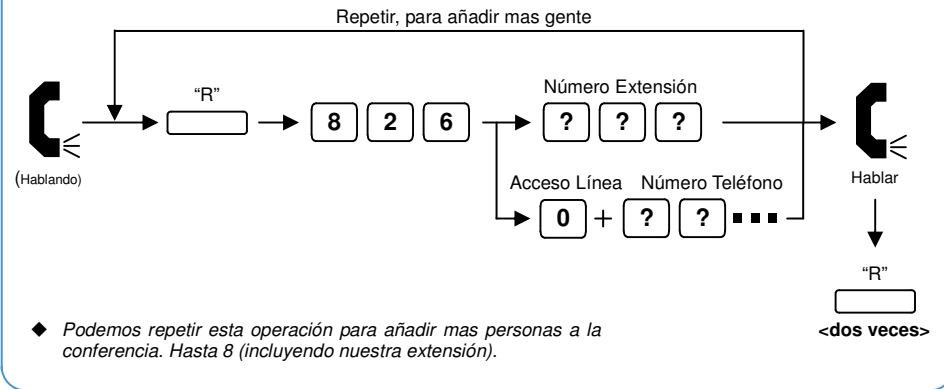 Repetir, para añadir mas gente
“R”
8 2 6
Número Extensión
? ? ?
(Hablando)
Acceso Línea
Número Teléfono
0 + ? ?
Hablar
“R”
<dos veces>
◆ Podemos repetir esta operación para añadir mas personas a la
conferencia. Hasta 8 (incluyendo nuestra extensión).